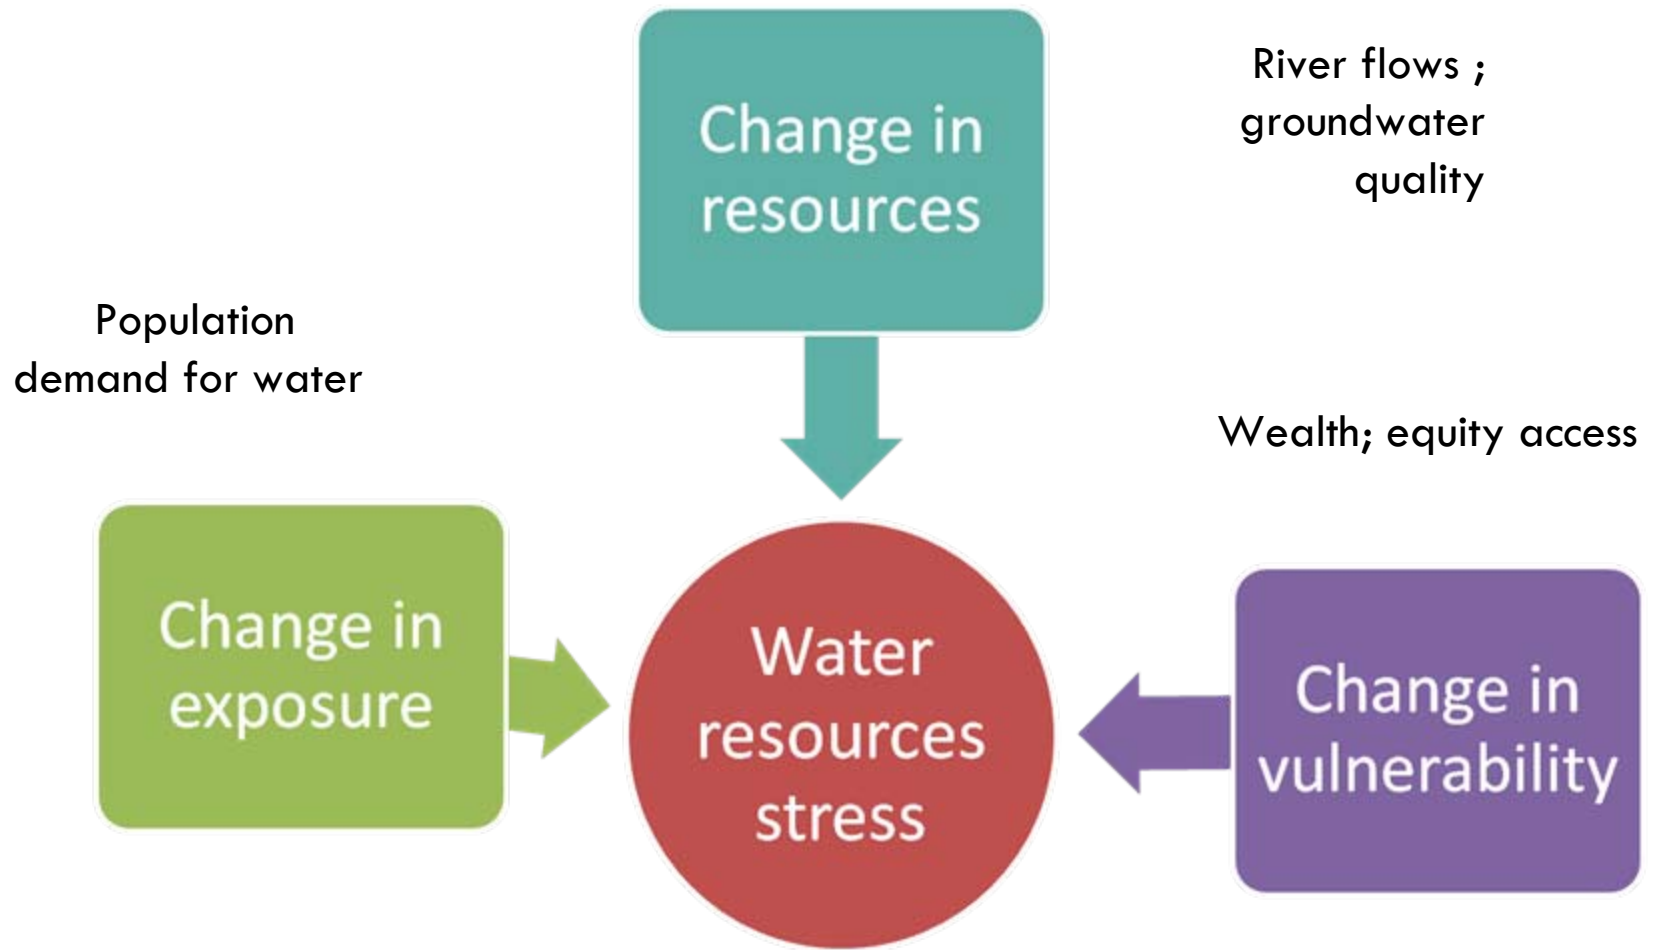 Change in
resources
River flows ;
groundwater
quality
Population
demand for water
Wealth; equity access
Change in
exposure
Water
resources
stress
Change in
vulnerability